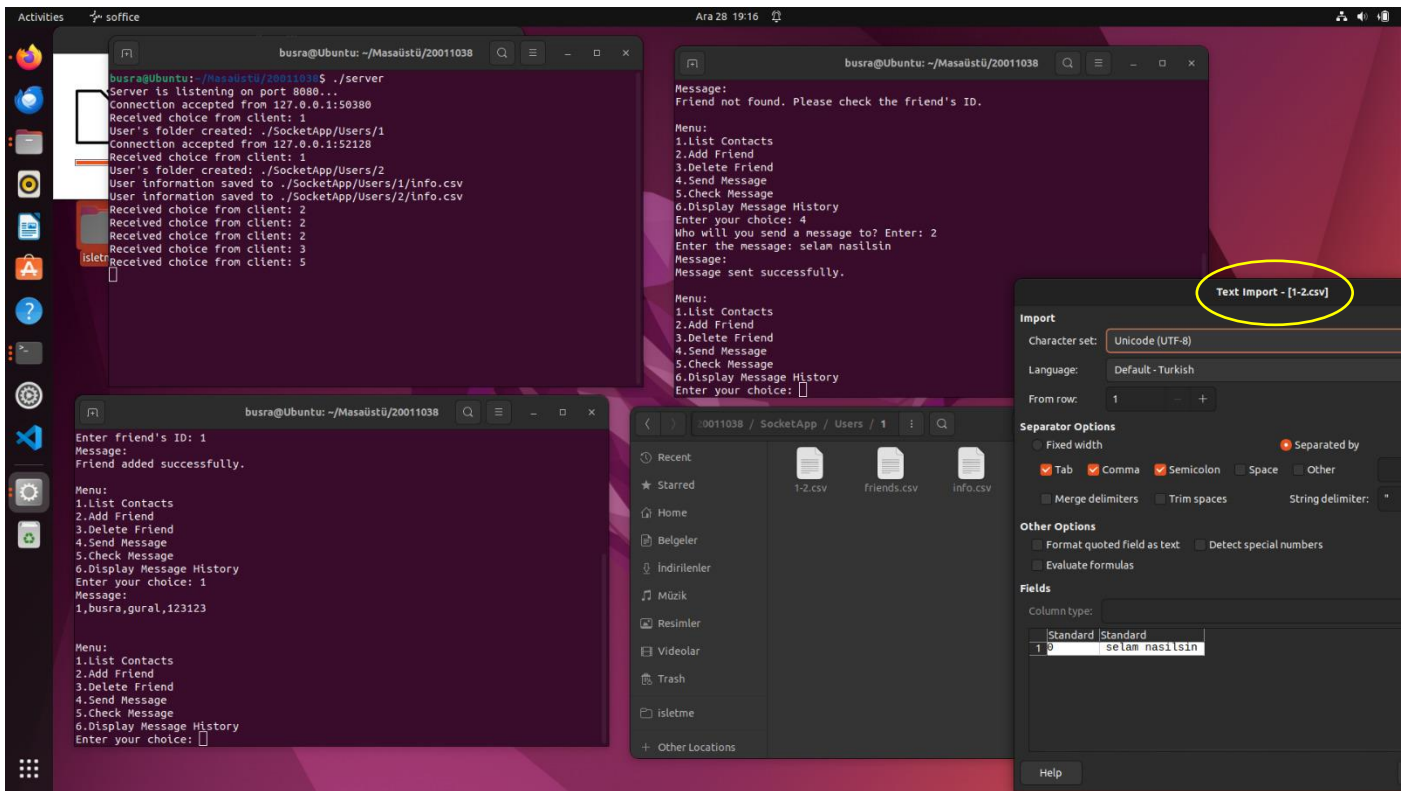 Activities
soffice
Ara 28 19:16
busra@Ubuntu: ~/Masaüstü/20011038
busra@Ubuntu:~/Masaüstü/20011038$ ./server
Server is listening on port 8080...
Connection accepted from 127.0.0.1:50380
Received choice from client: 1
User's folder created: ./SocketApp/Users/1
Connection accepted from 127.0.0.1:52128
Received choice from client: 1
User's folder created: ./SocketApp/Users/2
User information saved to ./SocketApp/Users/1/info.csv
User information saved to ./SocketApp/Users/2/info.csv
Received choice from client: 2
Received choice from client: 2
Received choice from client: 2
Received choice from client: 3
Received choice from client: 5
busra@Ubuntu: ~/Masaüstü/20011038
Message:
Friend not found. Please check the friend's ID.
Menu:
1.List Contacts
2.Add Friend
3.Delete Friend
4.Send Message
5.Check Message
6.Display Message History
Enter your choice: 4
Who will you send a message to? Enter: 2
Enter the message: selam nasilsin
Message:
Message sent successfully.
Menu:
1.List Contacts
2.Add Friend
3.Delete Friend
4.Send Message
5.Check Message
6.Display Message History
Enter your choice:
busra@Ubuntu: ~/Masaüstü/20011038
Enter friend's ID: 1
Message:
Friend added successfully.
Menu:
1.List Contacts
2.Add Friend
3.Delete Friend
4.Send Message
5.Check Message
6.Display Message History
Enter your choice: 1
Message:
1,busra,gural,123123
Menu:
1.List Contacts
2.Add Friend
3.Delete Friend
4.Send Message
5.Check Message
6.Display Message History
Enter your choice:
20011038 / SocketApp / Users / 1
Recent
Starred
Home
Belgeler
İndirilenler
Müzik
Resimler
Videolar
Trash
isletme
+ Other Locations
1-2.csv
friends.csv
info.csv
Text Import - [1-2.csv]
Import
Character set: Unicode (UTF-8)
Language: Default - Turkish
From row: 1 - +
Separator Options
Fixed width Separated by
Tab Comma Semicolon Space Other
Merge delimiters Trim spaces String delimiter: "
Other Options
Format quoted field as text Detect special numbers
Evaluate formulas
Fields
Column type:
Standard Standard
1 0 selam nasilsin
Help